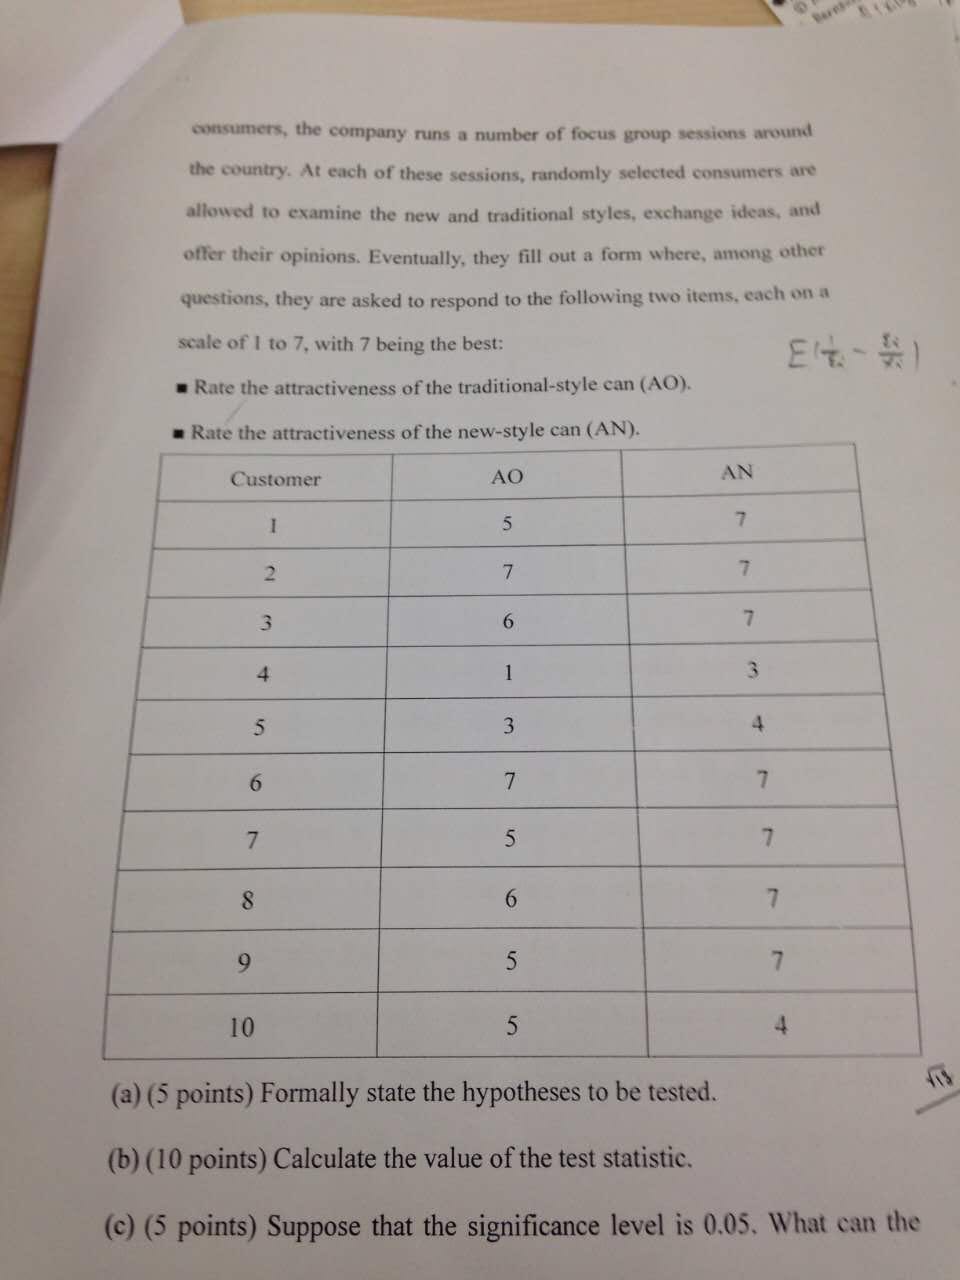 consumers, the company runs a number of focus group sessions around
the country. At each of these sessions, randomly selected consumers are
allowed to examine the new and traditional styles, exchange ideas, and
offer their opinions. Eventually, they fill out a form where, among other
questions, they are asked to respond to the following two items, each on a
scale of 1 to 7, with 7 being the best:
■ Rate the attractiveness of the traditional-style can (AO).
■ Rate the attractiveness of the new-style can (AN).
Customer AO AN
1 5 7
2 7 7
3 6 7
4 1 3
5 3 4
6 7 7
7 5 7
8 6 7
9 5 7
10 5 4
(a) (5 points) Formally state the hypotheses to be tested.
(b) (10 points) Calculate the value of the test statistic.
(c) (5 points) Suppose that the significance level is 0.05. What can the